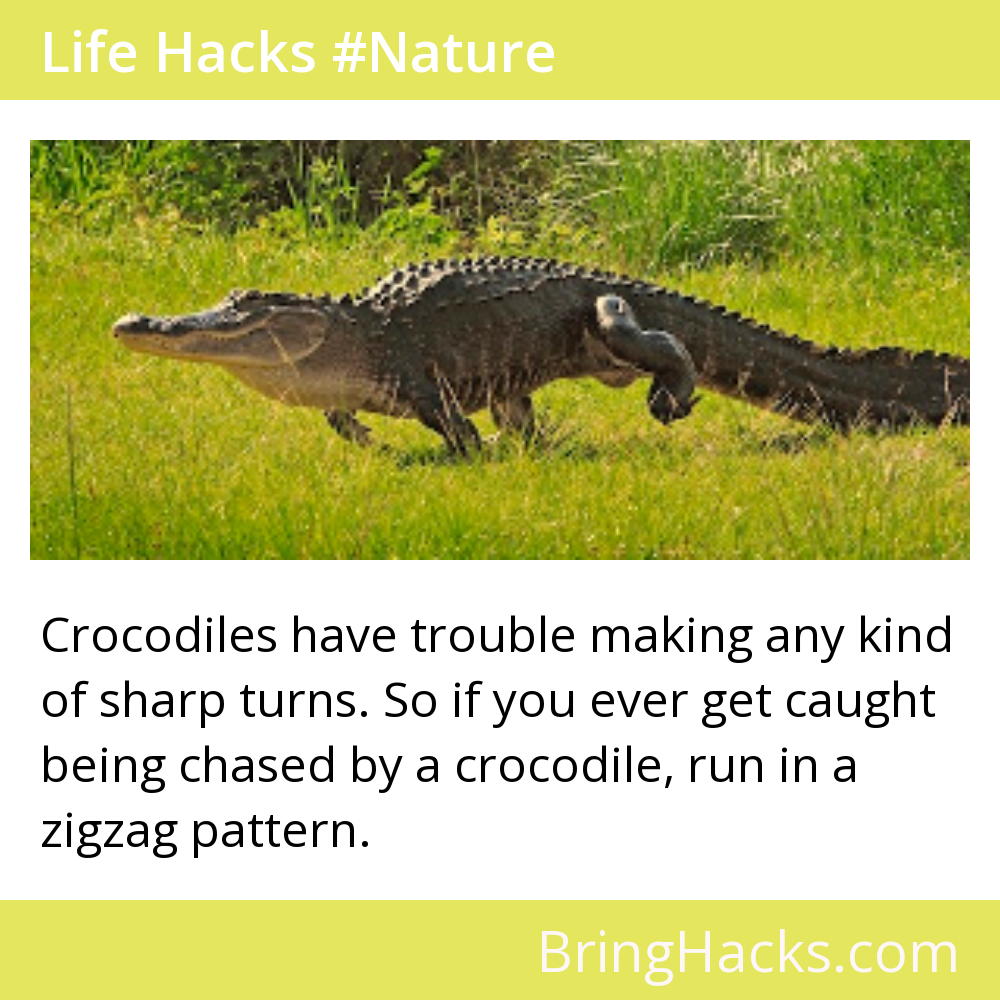 Life Hacks #Nature
Crocodiles have trouble making any kind
of sharp turns. So if you ever get caught
being chased by a crocodile, run in a
zigzag pattern.
BringHacks.com